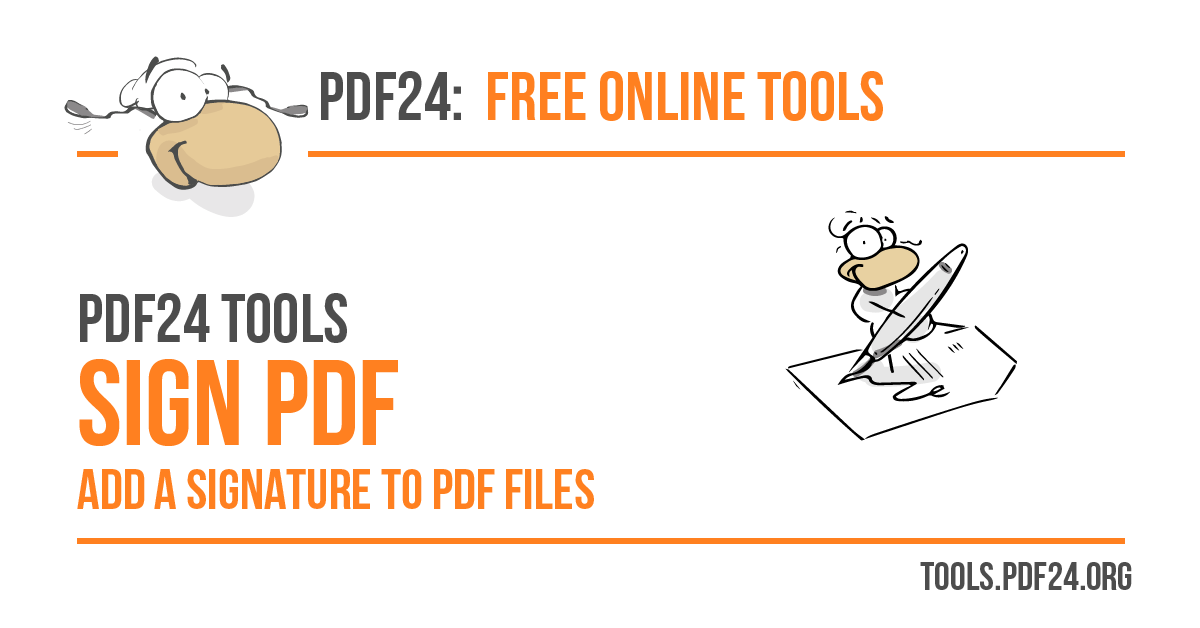 PDF24: FREE ONLINE TOOLS
PDF24 TOOLS
SIGN PDF
ADD A SIGNATURE TO PDF FILES
TOOLS.PDF24.ORG